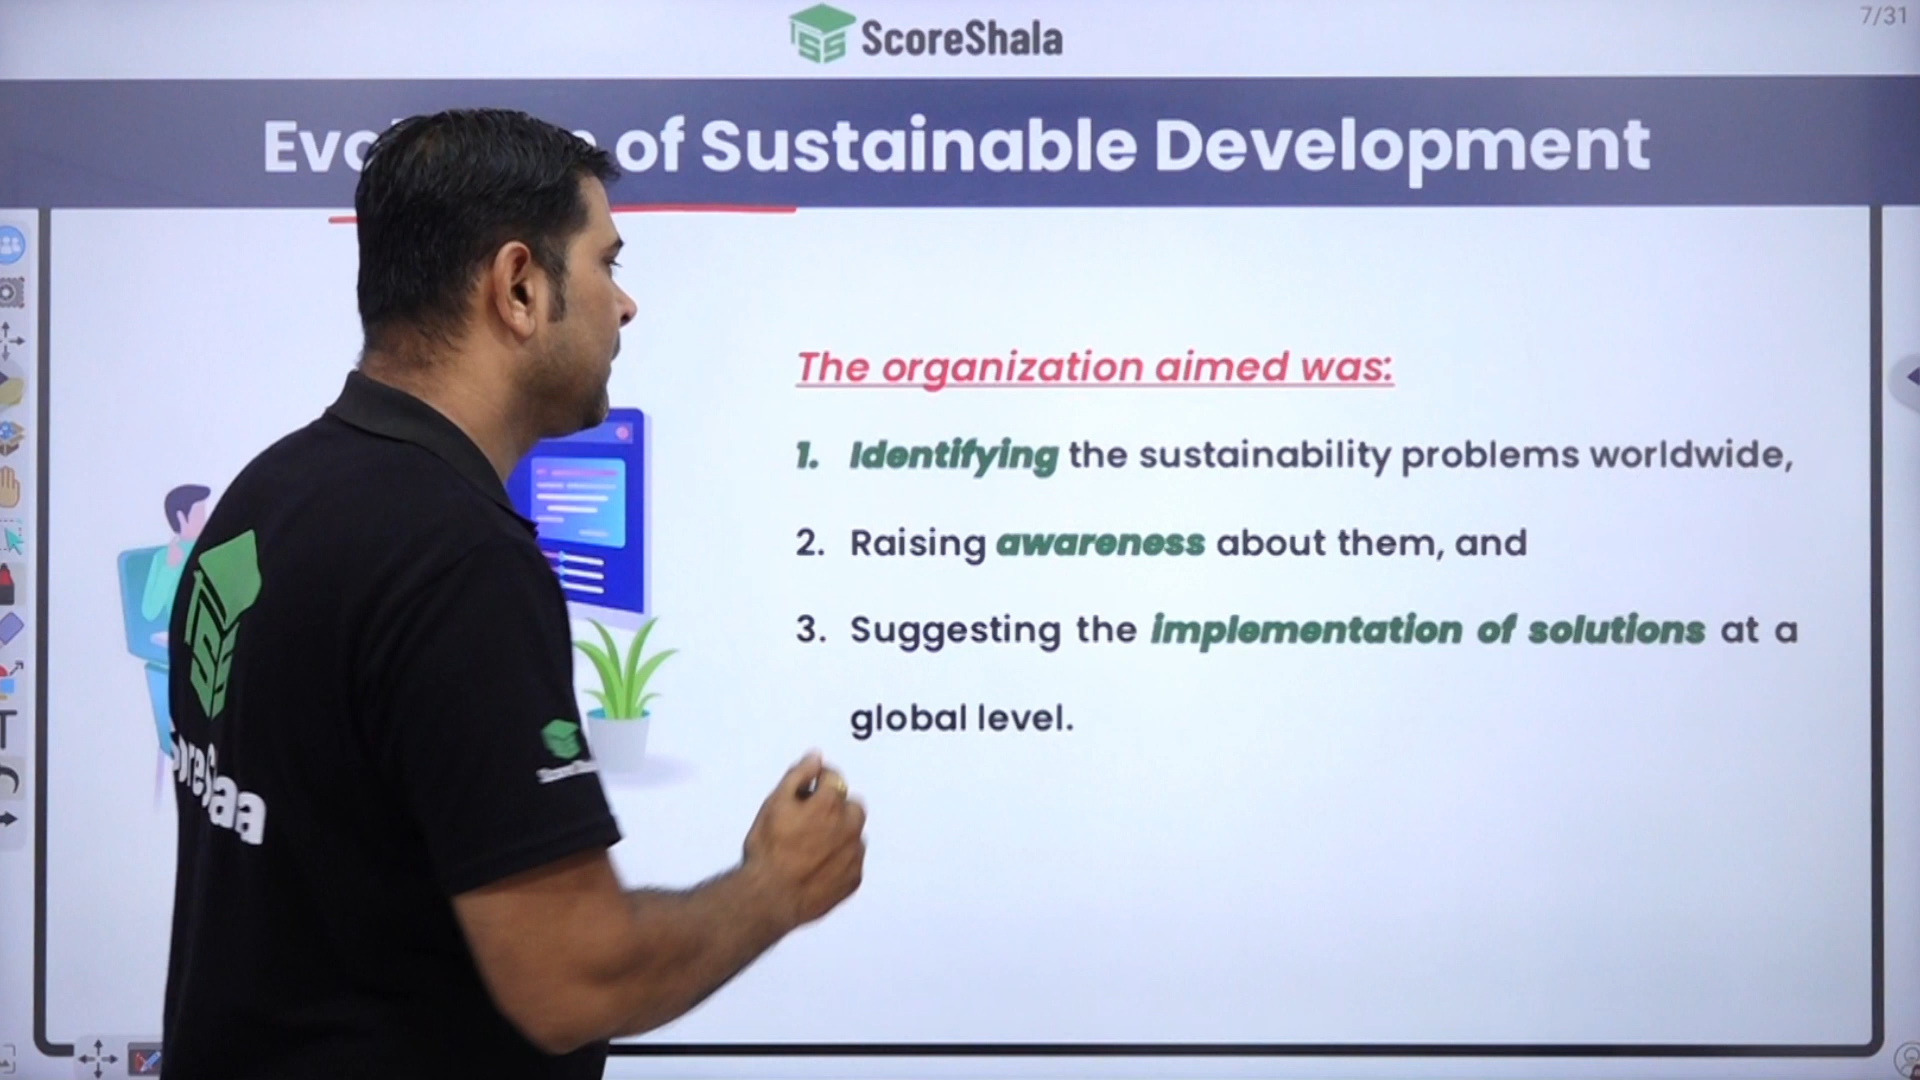 ScoreShala
7/31
of Sustainable Development
The organization aimed was:
1. Identifying the sustainability problems worldwide,
2. Raising awareness about them, and
3. Suggesting the implementation of solutions at a
global level.